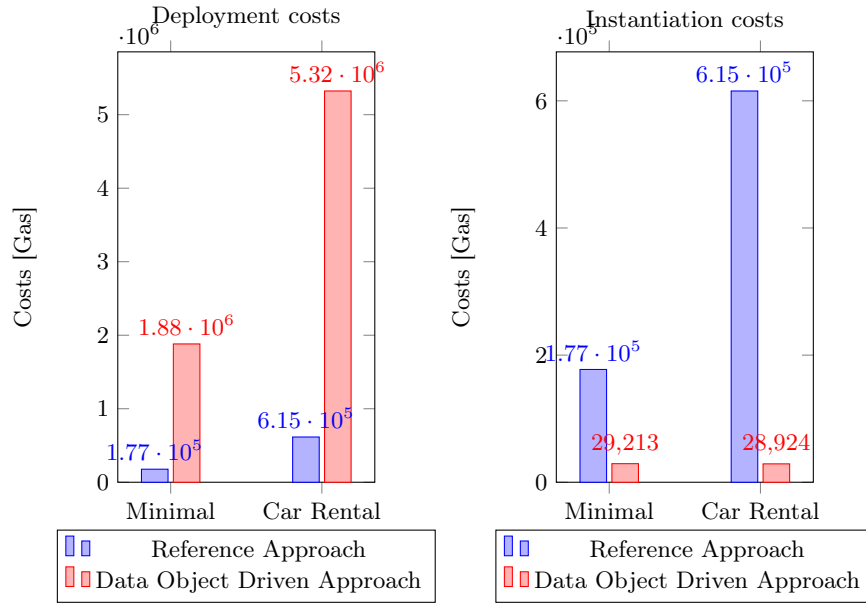 Deployment costs
·10^6
5
4
3
2
1
0
Costs [Gas]
1.77 · 10^5
1.88 · 10^6
6.15 · 10^5
5.32 · 10^6
Minimal
Car Rental
Reference Approach
Data Object Driven Approach
Instantiation costs
·10^5
6
4
2
0
Costs [Gas]
1.77 · 10^5
29,213
6.15 · 10^5
28,924
Minimal
Car Rental
Reference Approach
Data Object Driven Approach